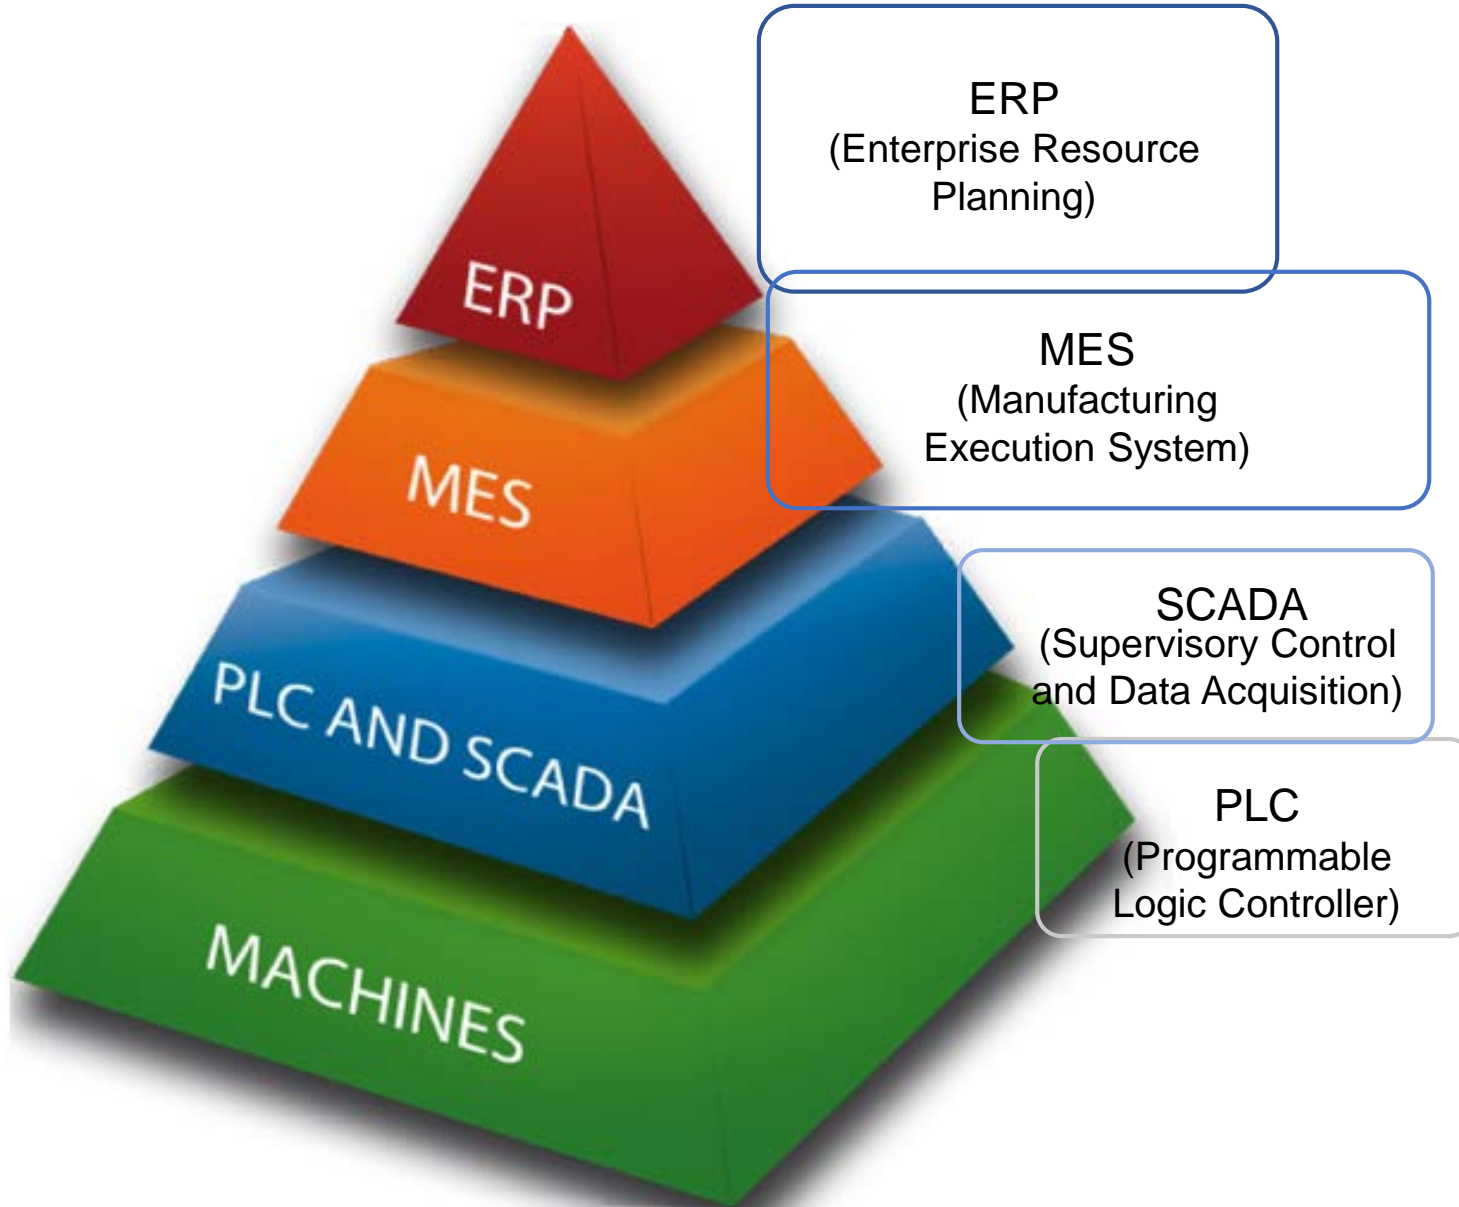 ERP
(Enterprise Resource
Planning)
ERP
MES
(Manufacturing
Execution System)
MES
SCADA
(Supervisory Control
and Data Acquisition)
PLC AND SCADA
PLC
(Programmable
Logic Controller)
MACHINES